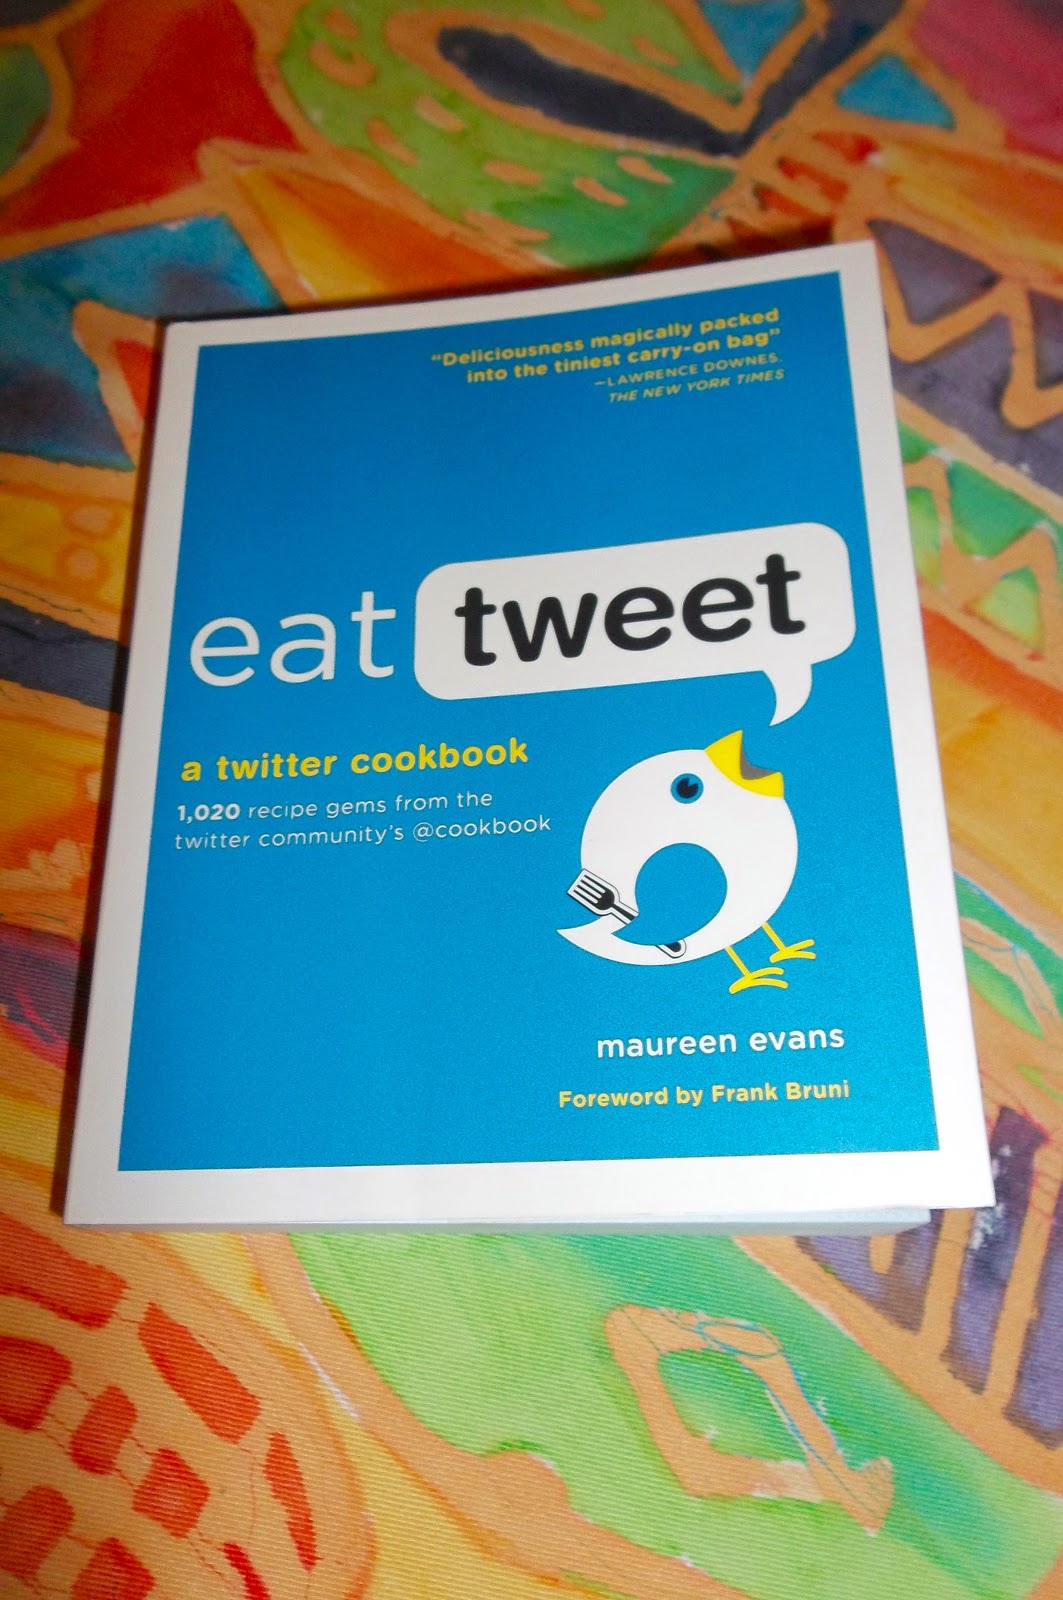 “Deliciousness magically packed
into the tiniest carry-on bag”
—LAWRENCE DOWNES,
THE NEW YORK TIMES
eat tweet
a twitter cookbook
1,020 recipe gems from the
twitter community’s @cookbook
maureen evans
Foreword by Frank Bruni